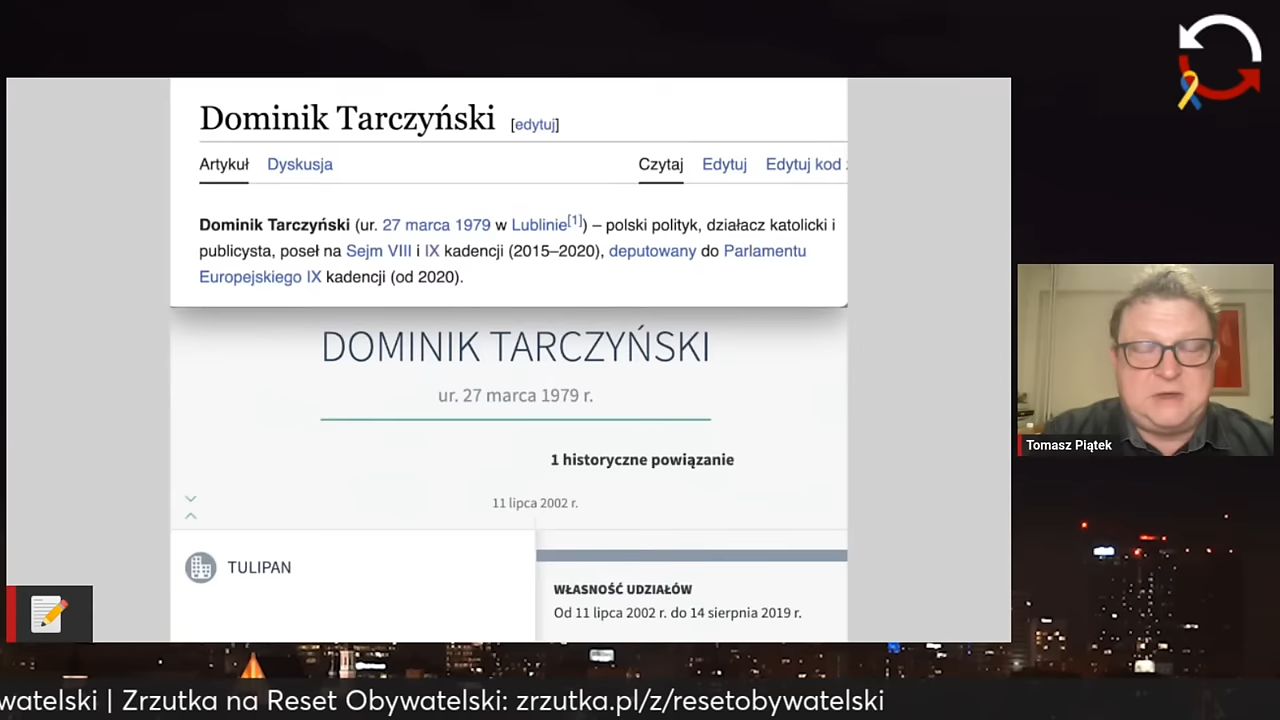 Dominik Tarczyński [edytuj]
Artykuł Dyskusja Czytaj Edytuj Edytuj kod
Dominik Tarczyński (ur. 27 marca 1979 w Lublinie[1]) – polski polityk, działacz katolicki i
publicysta, poseł na Sejm VIII i IX kadencji (2015–2020), deputowany do Parlamentu
Europejskiego IX kadencji (od 2020).
DOMINIK TARCZYŃSKI
ur. 27 marca 1979 r.
1 historyczne powiązanie
11 lipca 2002 r.
TULIPAN
WŁASNOŚĆ UDZIAŁÓW
Od 11 lipca 2002 r. do 14 sierpnia 2019 r.
Tomasz Piątek
watelski | Zrzutka na Reset Obywatelski: zrzutka.pl/z/resetobywatelski